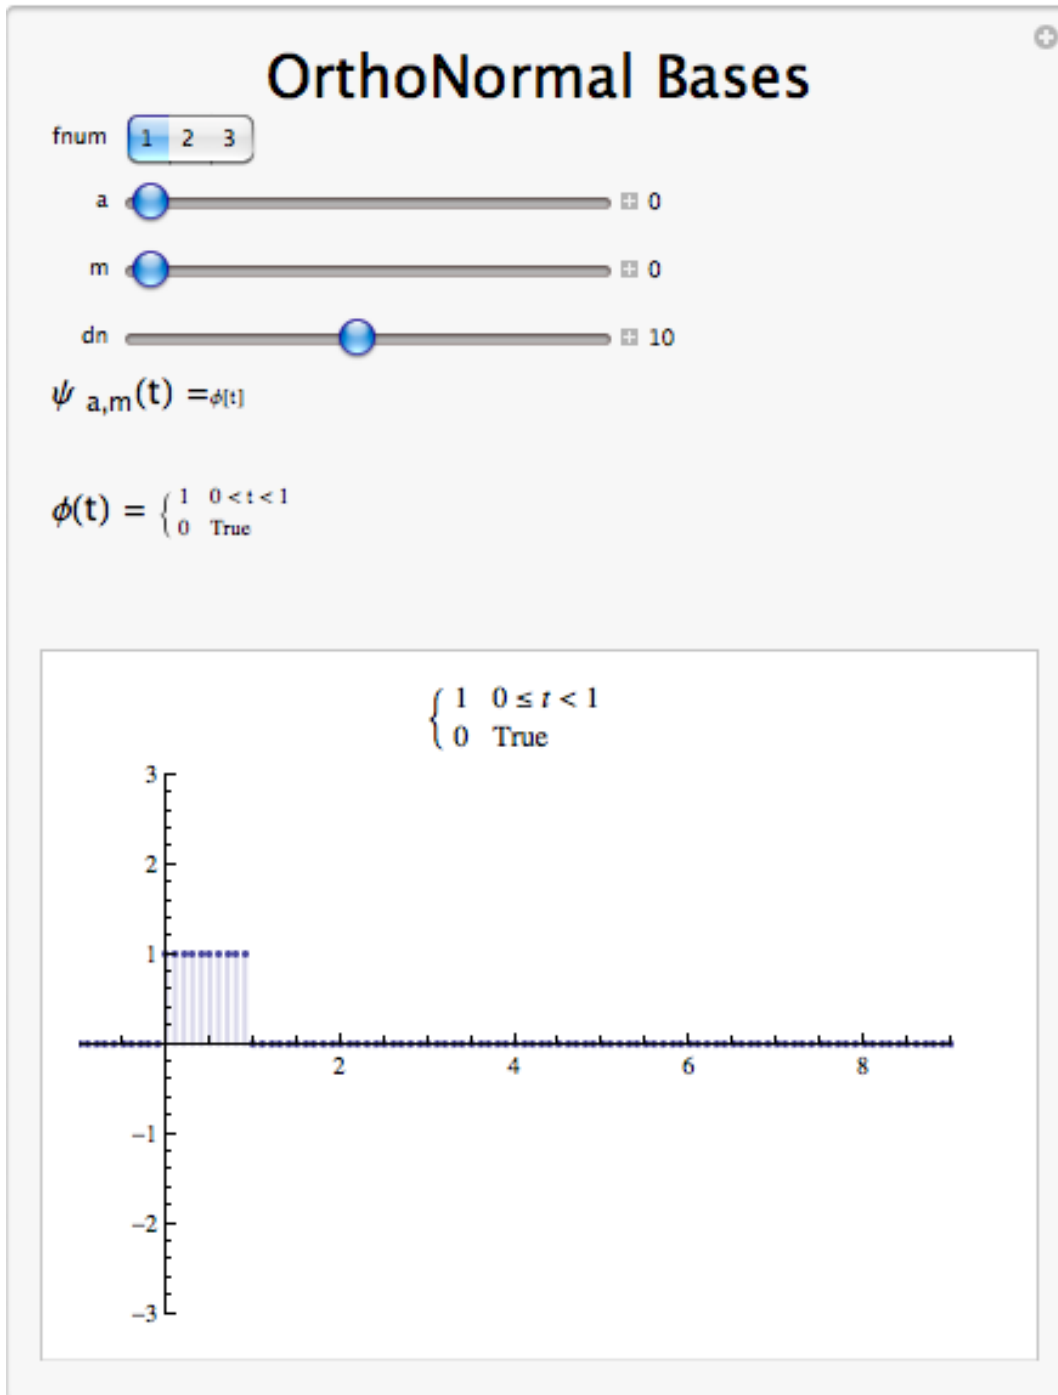 OrthoNormal Bases
fnum 1 2 3
a 0
m 0
dn 10
ψ a,m(t) =ϕ[t]
ϕ(t) = { 1 0 < t < 1
0 True
{ 1 0 ≤ t < 1
0 True
3
2
1
2 4 6 8
−1
−2
−3